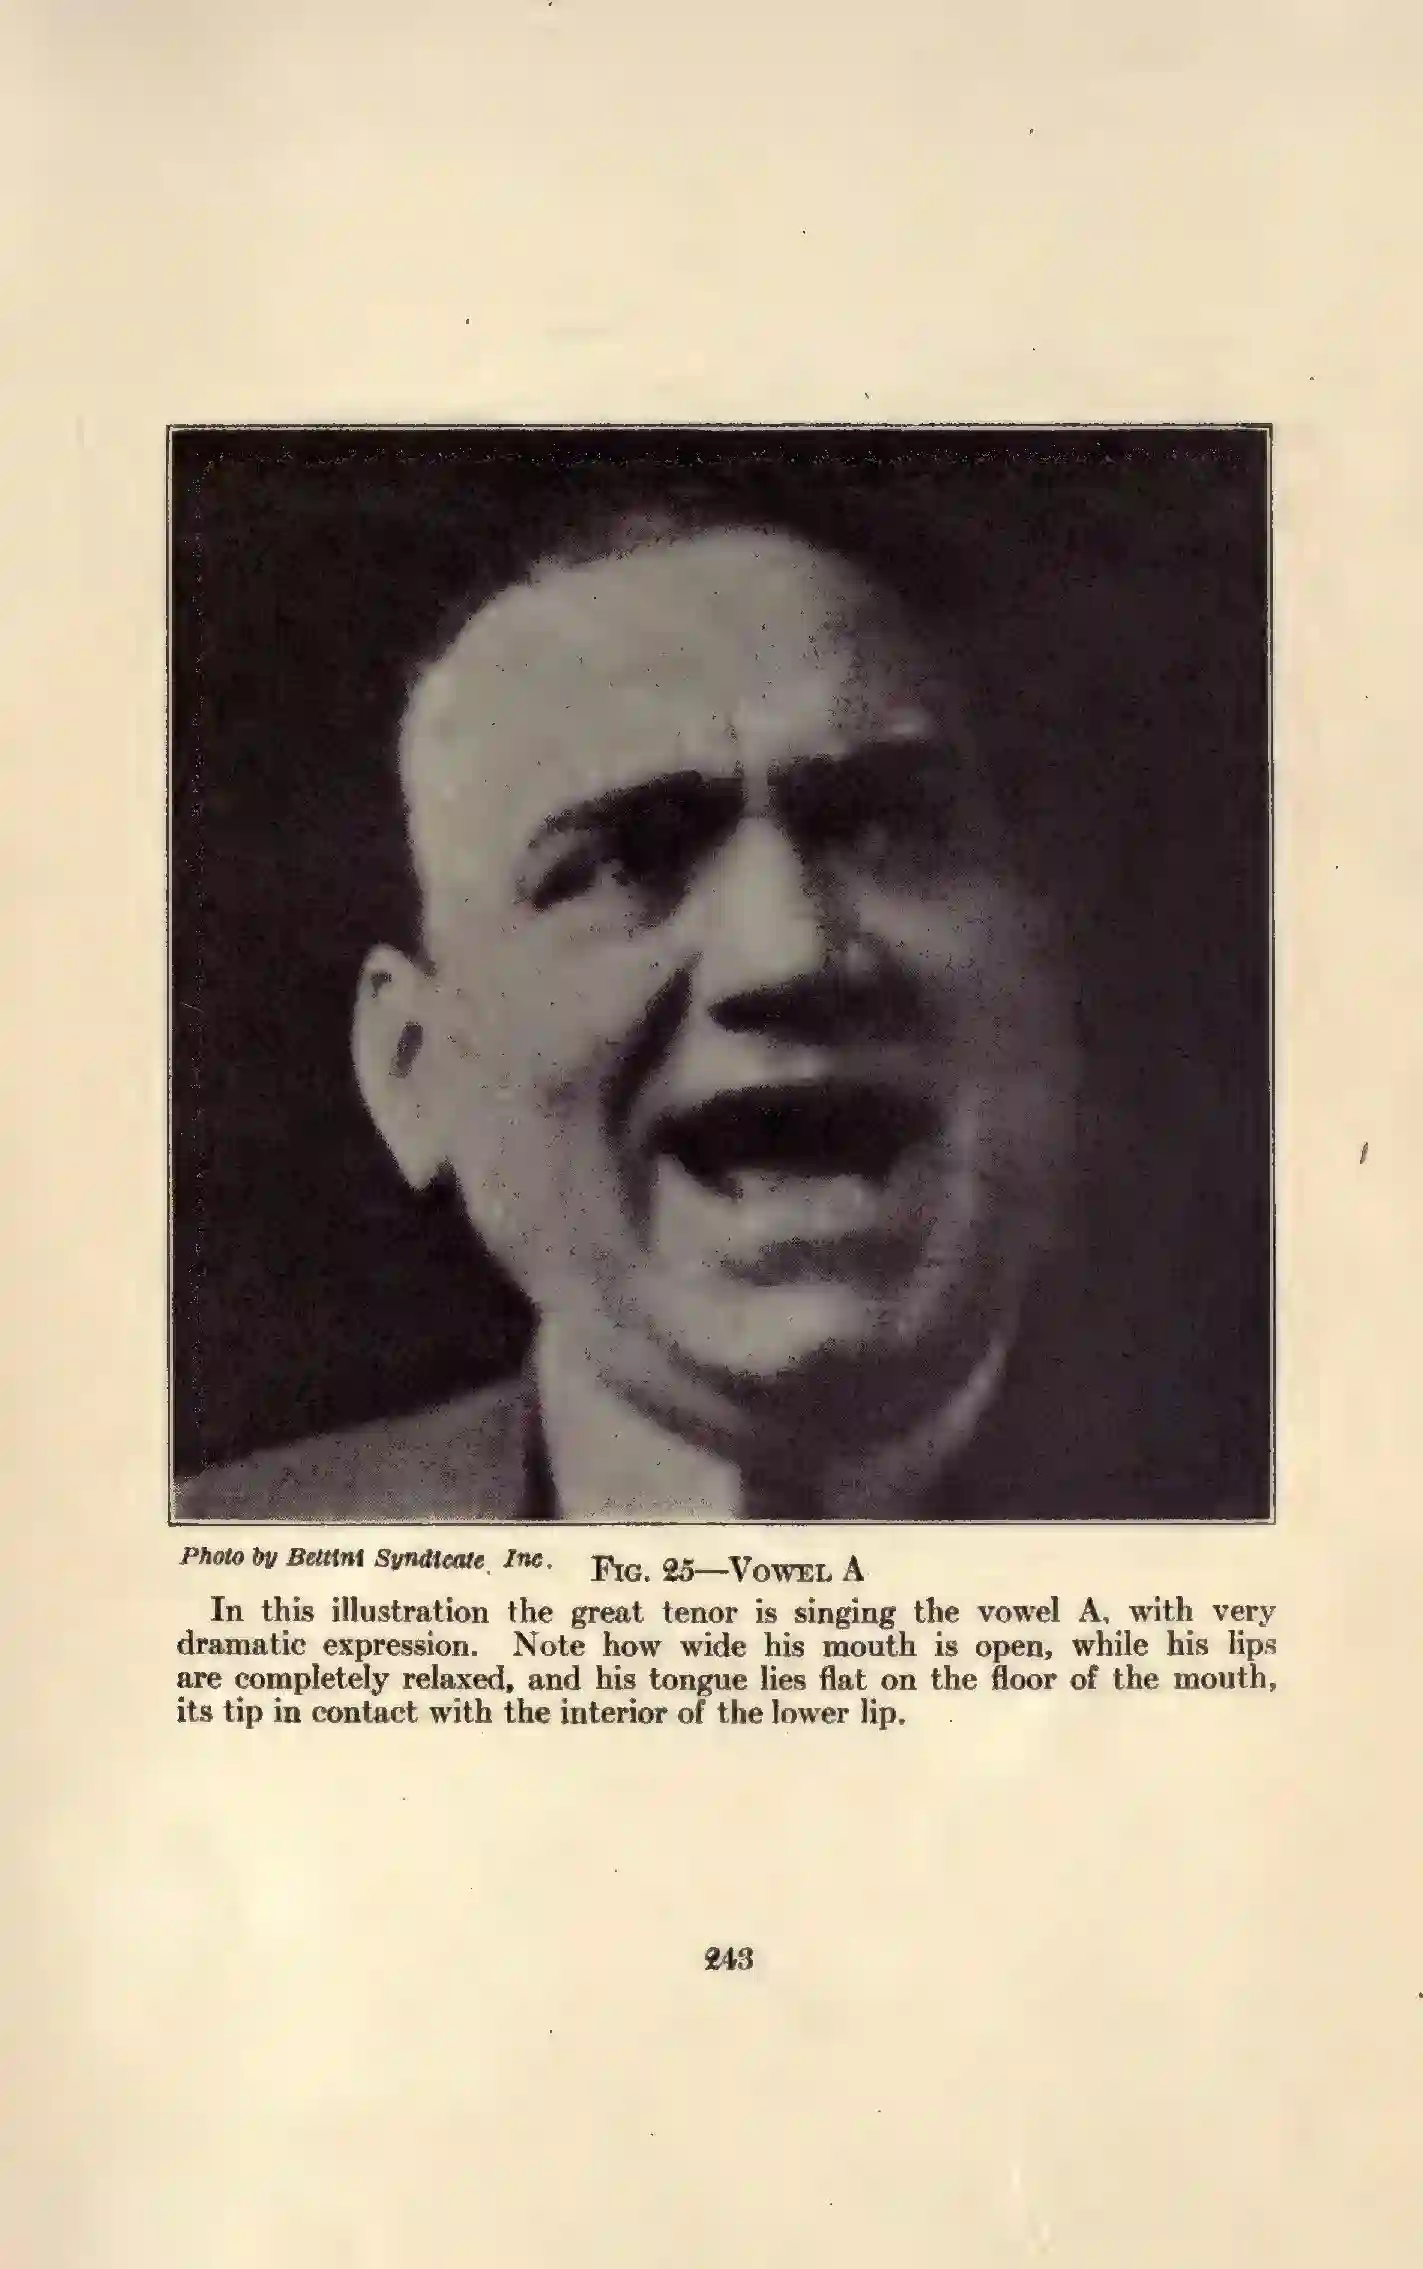 Photo by Bettini Syndicate, Inc.
FIG. 25—VOWEL A
In this illustration the great tenor is singing the vowel A, with very
dramatic expression. Note how wide his mouth is open, while his lips
are completely relaxed, and his tongue lies flat on the floor of the mouth,
its tip in contact with the interior of the lower lip.
243